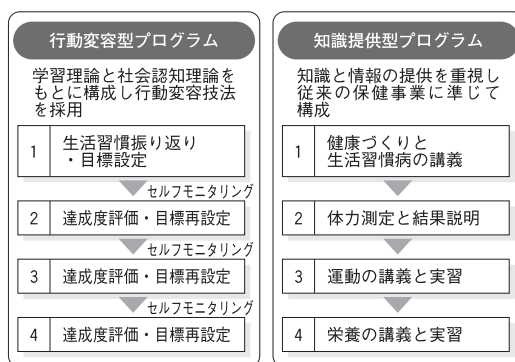 行動変容型プログラム
学習理論と社会認知理論を
もとに構成し行動変容技法
を採用
1 生活習慣振り返り
・目標設定
セルフモニタリング
2 達成度評価・目標再設定
セルフモニタリング
3 達成度評価・目標再設定
セルフモニタリング
4 達成度評価・目標再設定
知識提供型プログラム
知識と情報の提供を重視し
従来の保健事業に準じて
構成
1 健康づくりと
生活習慣病の講義
2 体力測定と結果説明
3 運動の講義と実習
4 栄養の講義と実習